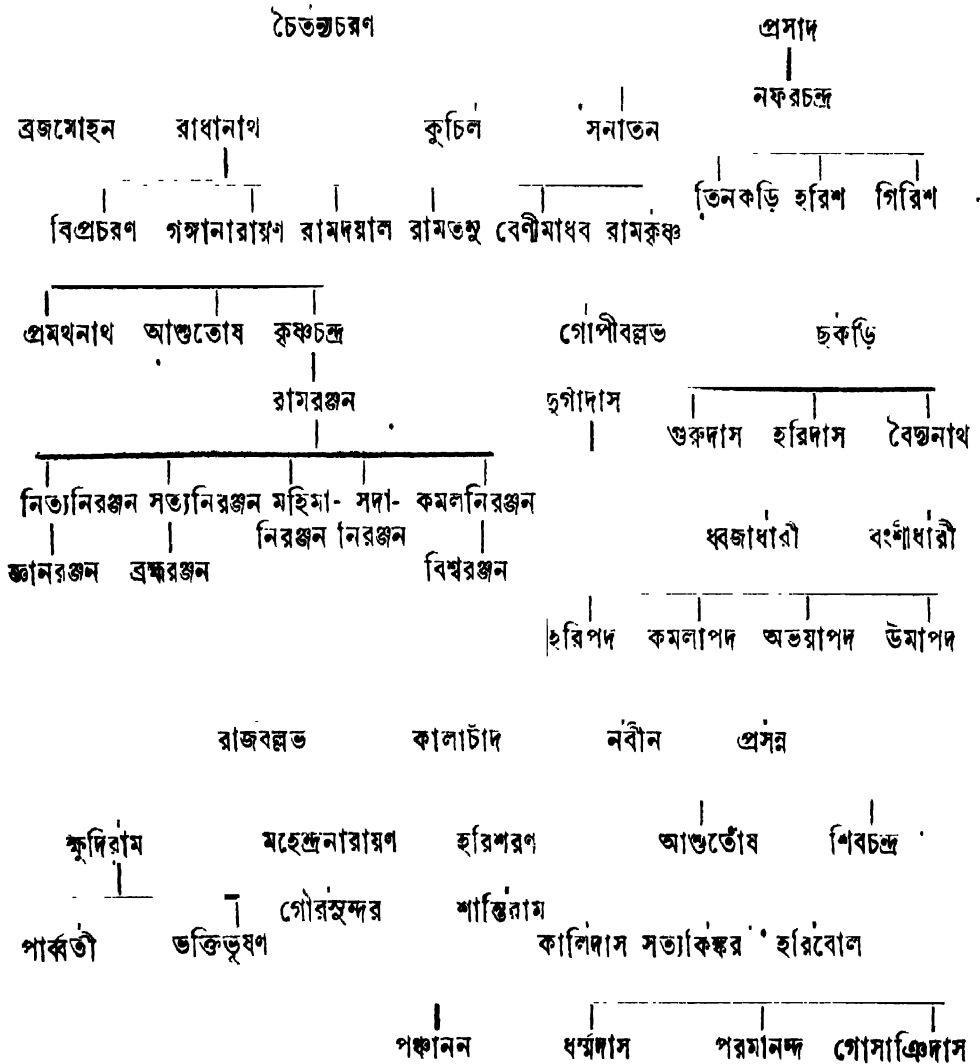 চৈতন্যচরণ প্রসাদ
নফরচন্দ্র
ব্রজমোহন রাধানাথ কুচিল সনাতন
তিনকড়ি হরিশ গিরিশ
বিপ্রচরণ গঙ্গানারায়ণ রামদয়াল রামতনু বেণীমাধব রামকৃষ্ণ
প্রমথনাথ আশুতোষ কৃষ্ণচন্দ্র গোপীবল্লভ ছকড়ি
রামরঞ্জন দুর্গাদাস
গুরুদাস হরিদাস বৈদ্যনাথ
নিত্যনিরঞ্জন সত্যনিরঞ্জন মহিমা- সদা- কমলনিরঞ্জন
নিরঞ্জন নিরঞ্জন ধ্বজাধারী বংশীধারী
জ্ঞানরঞ্জন ব্রহ্মরঞ্জন বিশ্বরঞ্জন
হরিপদ কমলাপদ অভয়াপদ উমাপদ
রাজবল্লভ কালাচাঁদ নবীন প্রসন্ন
ক্ষুদিরাম মহেন্দ্রনারায়ণ হরিশরণ আশুতোষ শিবচন্দ্র
গৌরসুন্দর শান্তিরাম
পার্ব্বতী ভক্তিভূষণ কালিদাস সত্যকিঙ্কর হরিবোল
পঞ্চানন ধর্ম্মদাস পরমানন্দ গোসাঞিদাস